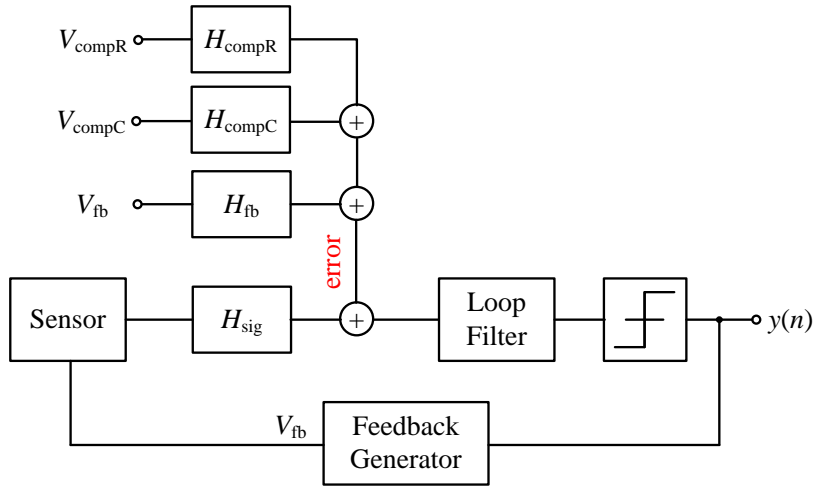 VcompR
HcompR
VcompC
HcompC
Vfb
Hfb
error
Sensor
Hsig
Loop
Filter
y(n)
Vfb
Feedback
Generator